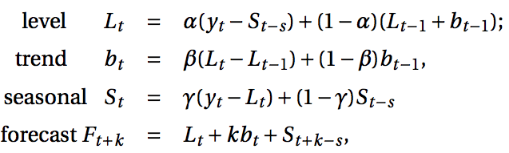 level L_t = α(y_t − S_{t−s}) + (1 − α)(L_{t−1} + b_{t−1});
trend b_t = β(L_t − L_{t−1}) + (1 − β)b_{t−1},
seasonal S_t = γ(y_t − L_t) + (1 − γ)S_{t−s}
forecast F_{t+k} = L_t + kb_t + S_{t+k−s},